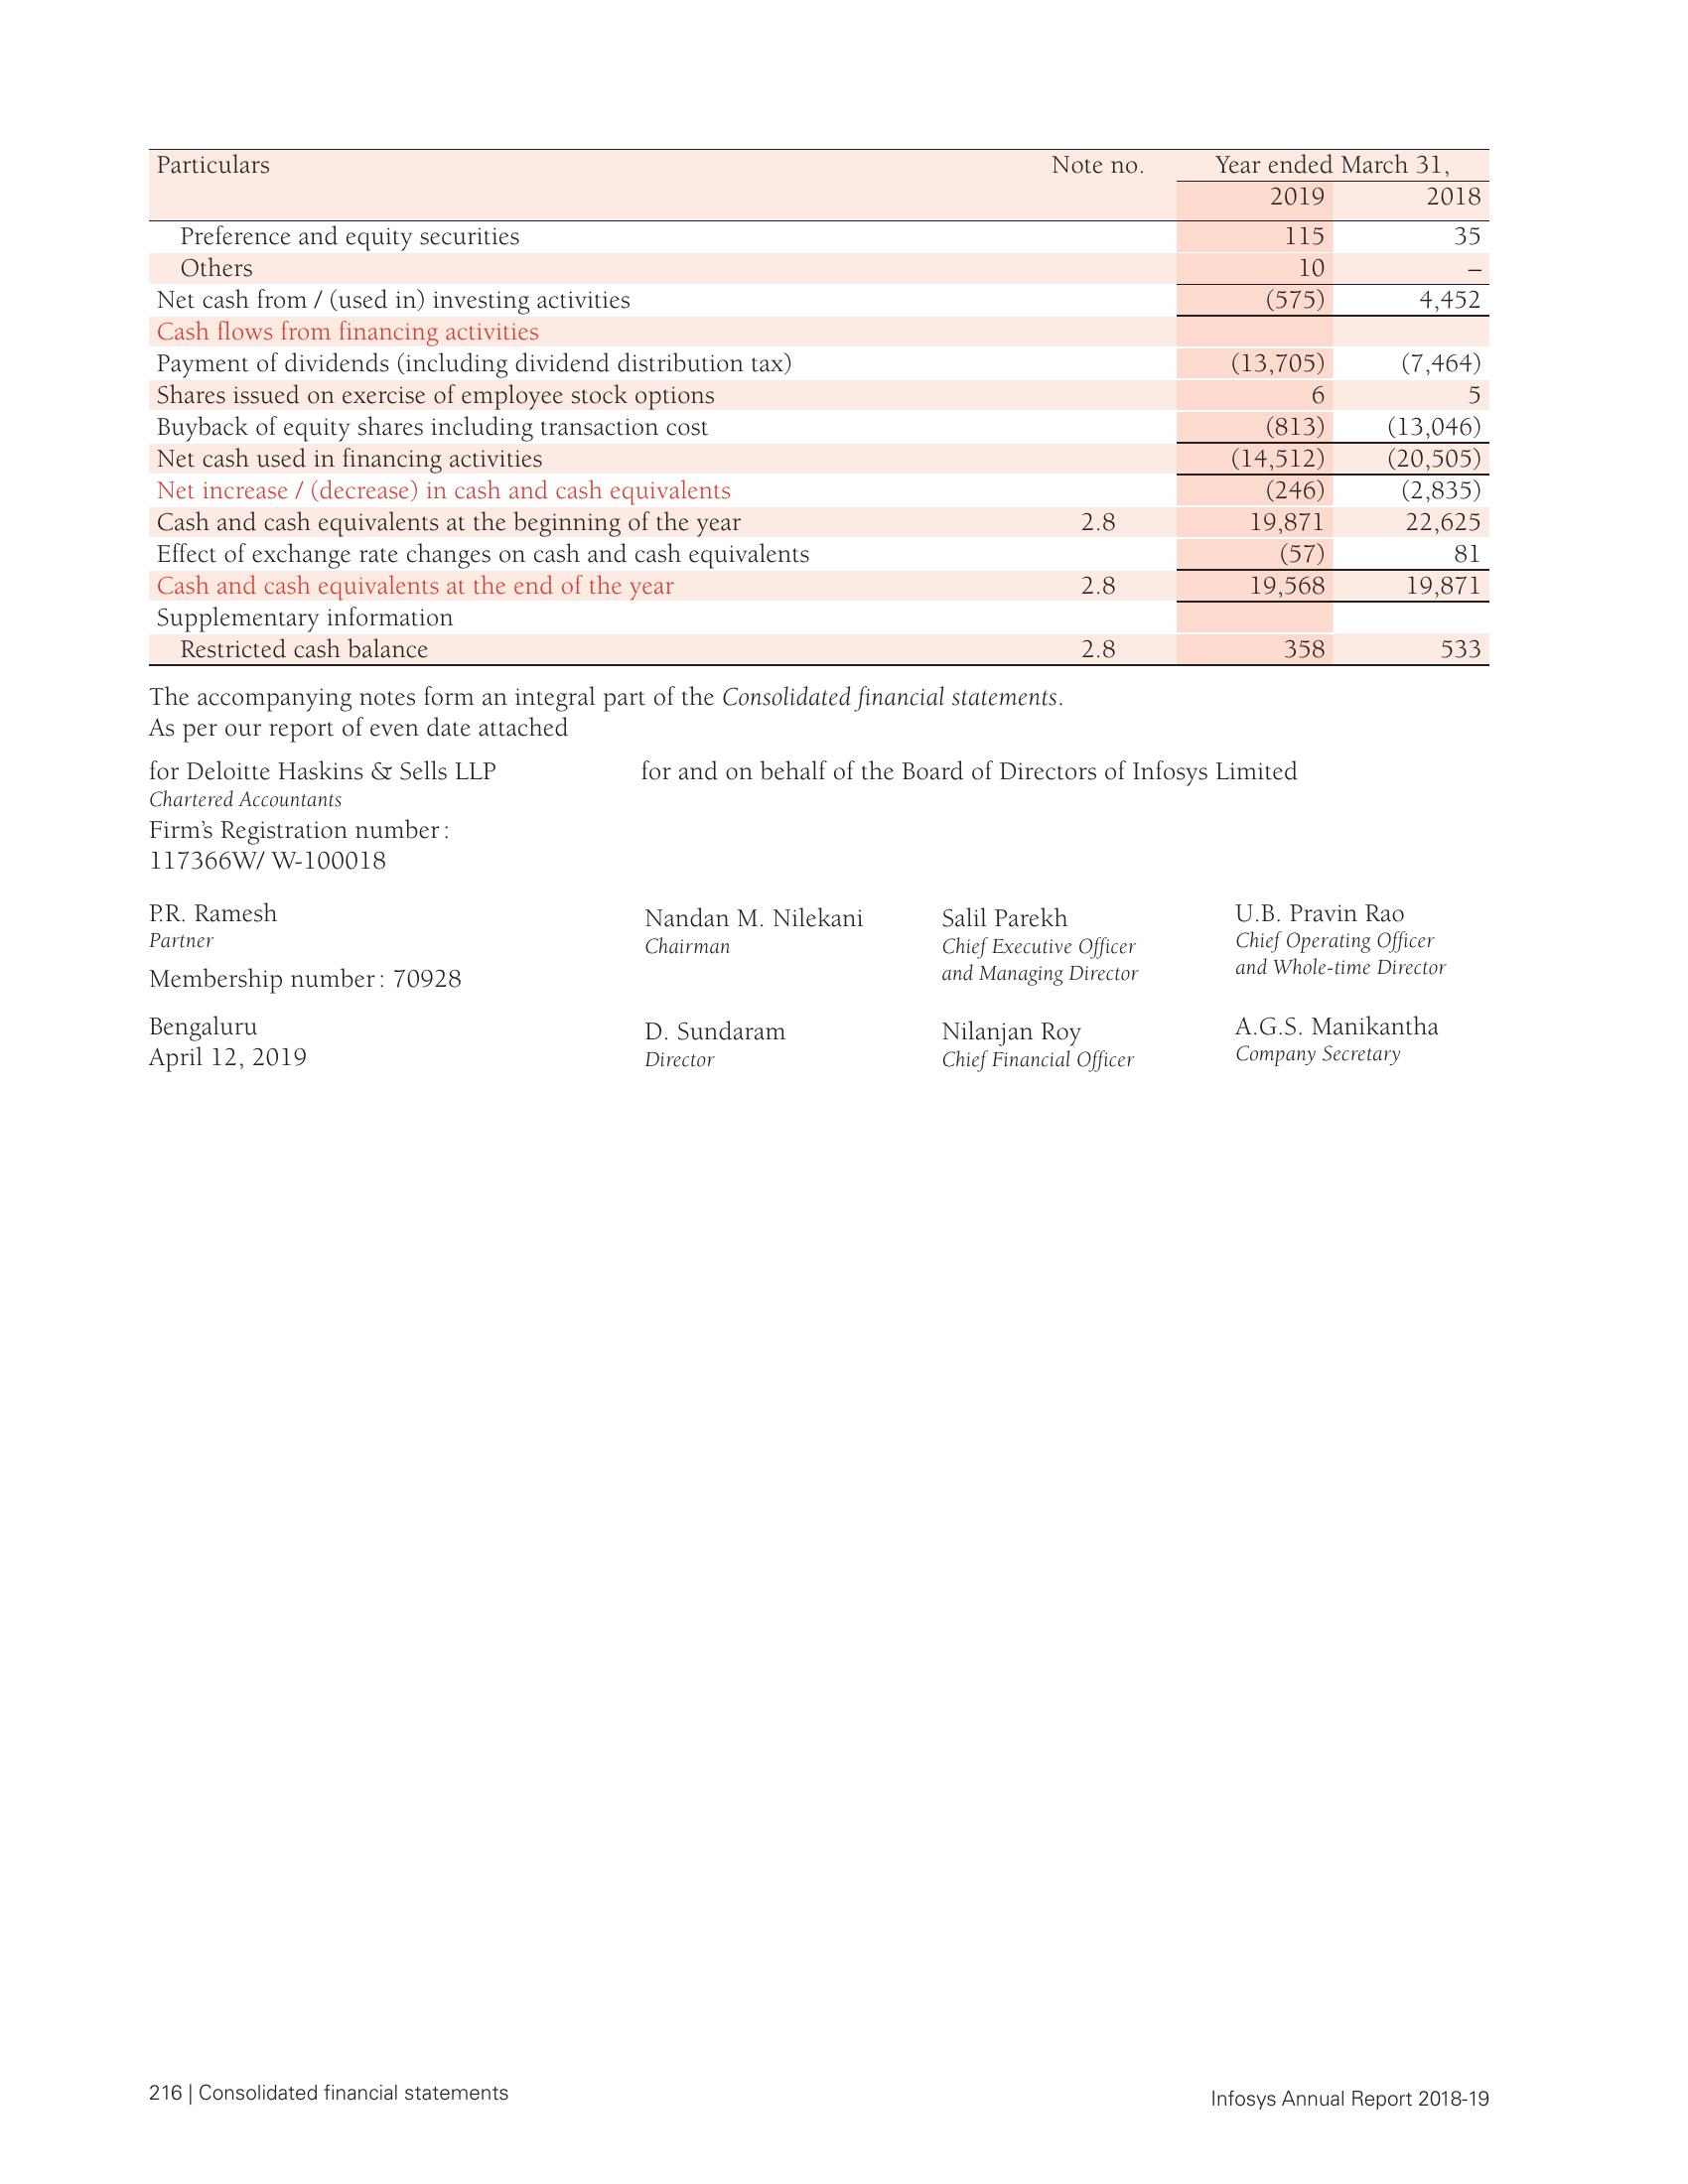 Particulars Note no. Year ended March 31,
2019 2018
Preference and equity securities 115 35
Others 10 –
Net cash from / (used in) investing activities (575) 4,452
Cash flows from financing activities
Payment of dividends (including dividend distribution tax) (13,705) (7,464)
Shares issued on exercise of employee stock options 6 5
Buyback of equity shares including transaction cost (813) (13,046)
Net cash used in financing activities (14,512) (20,505)
Net increase / (decrease) in cash and cash equivalents (246) (2,835)
Cash and cash equivalents at the beginning of the year 2.8 19,871 22,625
Effect of exchange rate changes on cash and cash equivalents (57) 81
Cash and cash equivalents at the end of the year 2.8 19,568 19,871
Supplementary information
Restricted cash balance 2.8 358 533
The accompanying notes form an integral part of the Consolidated financial statements.
As per our report of even date attached
for Deloitte Haskins & Sells LLP for and on behalf of the Board of Directors of Infosys Limited
Chartered Accountants
Firm's Registration number :
117366W/ W-100018
P.R. Ramesh Nandan M. Nilekani Salil Parekh U.B. Pravin Rao
Partner Chairman Chief Executive Officer Chief Operating Officer
and Managing Director and Whole-time Director
Membership number : 70928
Bengaluru D. Sundaram Nilanjan Roy A.G.S. Manikantha
April 12, 2019 Director Chief Financial Officer Company Secretary
216 | Consolidated financial statements Infosys Annual Report 2018-19